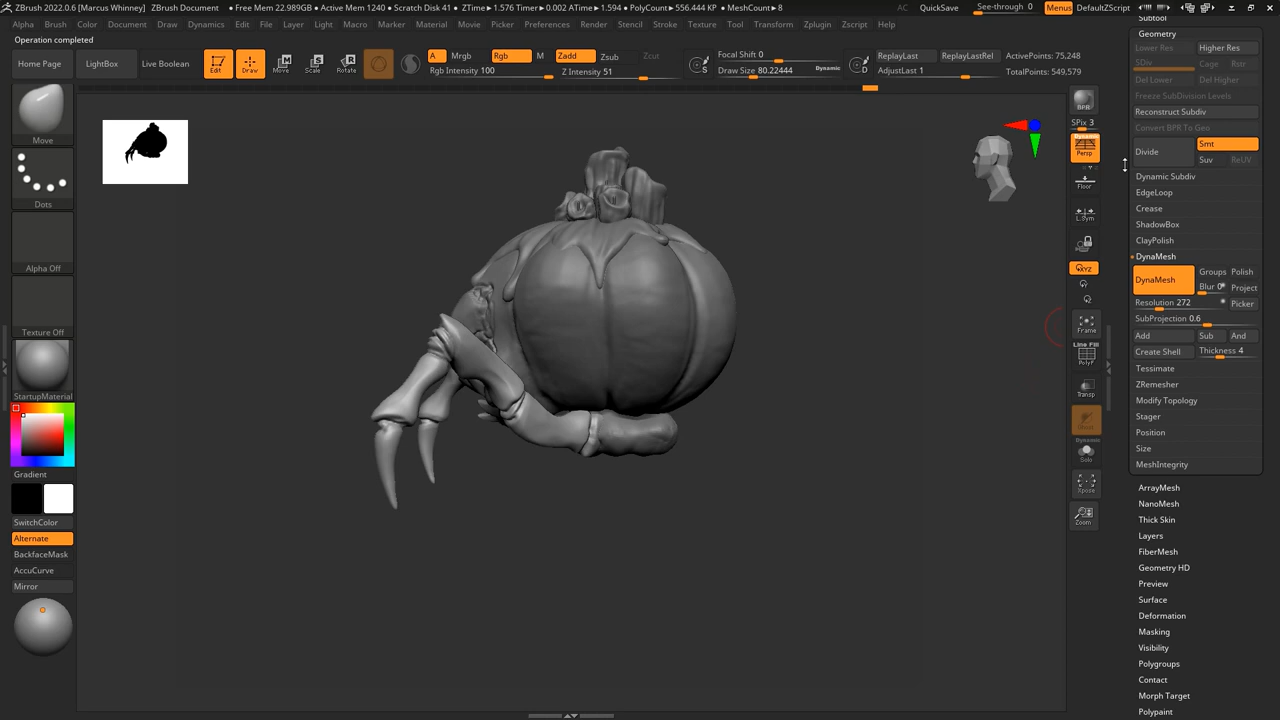 ZBrush 2022.0.6 [Marcus Whinney] ZBrush Document • Free Mem 22.989GB • Active Mem 1240 • Scratch Disk 41 • ZTime►1.576 Timer►0.002 ATime►1.594 • PolyCount►556.444 KP • MeshCount►8 AC QuickSave See-through 0 Menus DefaultZScript
Alpha Brush Color Document Draw Dynamics Edit File Layer Light Macro Marker Material Movie Picker Preferences Render Stencil Stroke Texture Tool Transform Zplugin Zscript Help
Operation completed
Home Page LightBox Live Boolean Edit Draw Move Scale Rotate
A Mrgb Rgb M Zadd Zsub Zcut
Rgb Intensity 100 Z Intensity 51
S Focal Shift 0
Draw Size 80.22444 Dynamic
D ReplayLast ReplayLastRel ActivePoints: 75,248
AdjustLast 1 TotalPoints: 549,579
Move
Dots
Alpha Off
Texture Off
StartupMaterial
Gradient
SwitchColor
Alternate
BackfaceMask
AccuCurve
Mirror
BPR
SPix 3
Dynamic
Persp
Floor
L.Sym
XYZ
Frame
Line Fill
PolyF
Transp
Dynamic
Solo
Xpose
Zoom
Subtool
Geometry
Lower Res Higher Res
SDiv Cage Rstr
Del Lower Del Higher
Freeze SubDivision Levels
Reconstruct Subdiv
Convert BPR To Geo
Divide Smt
Suv ReUV
Dynamic Subdiv
EdgeLoop
Crease
ShadowBox
ClayPolish
DynaMesh
DynaMesh Groups Polish
Blur 0 Project
Resolution 272 Picker
SubProjection 0.6
Add Sub And
Create Shell Thickness 4
Tessimate
ZRemesher
Modify Topology
Stager
Position
Size
MeshIntegrity
ArrayMesh
NanoMesh
Thick Skin
Layers
FiberMesh
Geometry HD
Preview
Surface
Deformation
Masking
Visibility
Polygroups
Contact
Morph Target
Polypaint